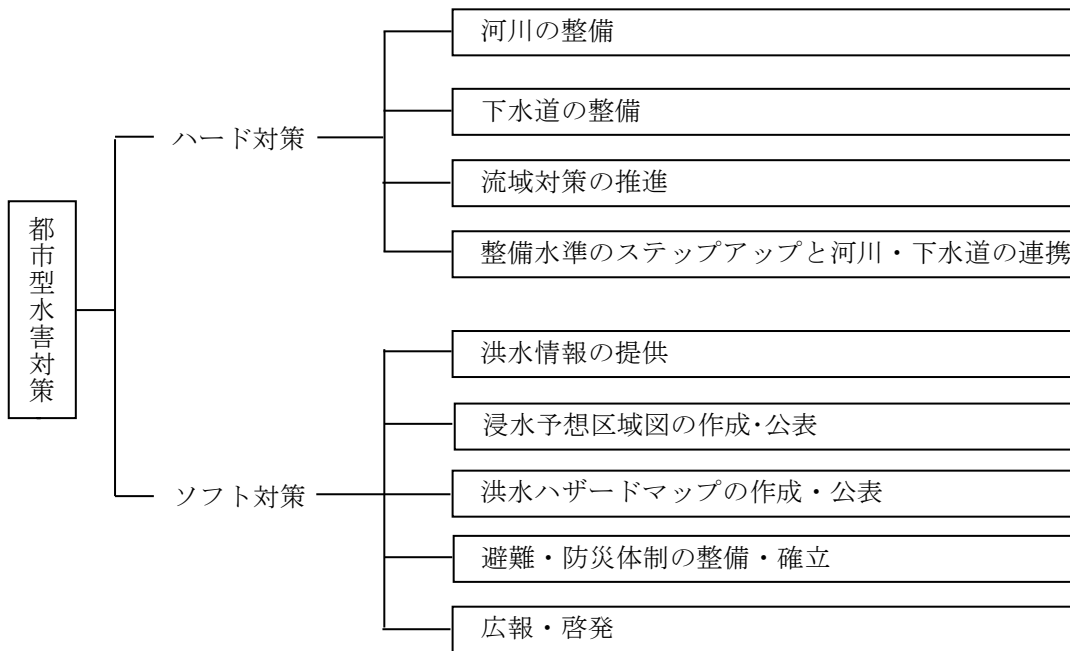 都市型水害対策
ハード対策
河川の整備
下水道の整備
流域対策の推進
整備水準のステップアップと河川・下水道の連携
ソフト対策
洪水情報の提供
浸水予想区域図の作成･公表
洪水ハザードマップの作成・公表
避難・防災体制の整備・確立
広報・啓発